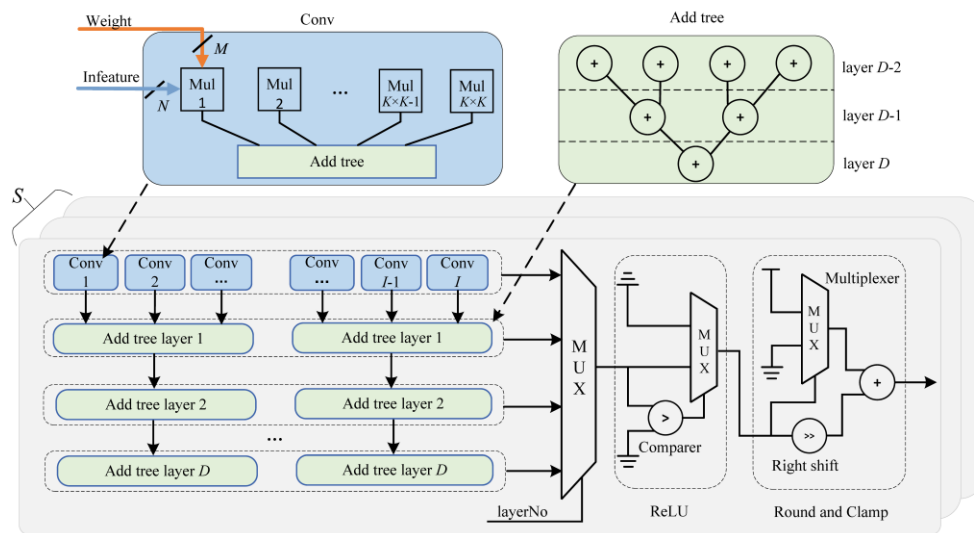 Weight
Conv
Add tree
M
Infeature
N
Mul
1
Mul
2
...
Mul
K×K-1
Mul
K×K
Add tree
+
+
+
+
layer D-2
+
+
layer D-1
+
layer D
S
Conv
1
Conv
2
Conv
...
Conv
...
Conv
I-1
Conv
I
Add tree layer 1
Add tree layer 1
Add tree layer 2
Add tree layer 2
...
Add tree layer D
Add tree layer D
MUX
layerNo
MUX
>
Comparer
ReLU
Multiplexer
MUX
+
>>
Right shift
Round and Clamp